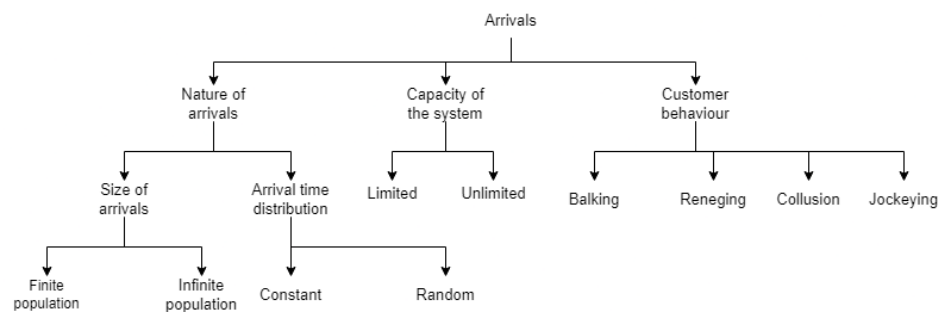 Arrivals
Nature of
arrivals
Capacity of
the system
Customer
behaviour
Size of
arrivals
Arrival time
distribution
Limited
Unlimited
Balking
Reneging
Collusion
Jockeying
Finite
population
Infinite
population
Constant
Random